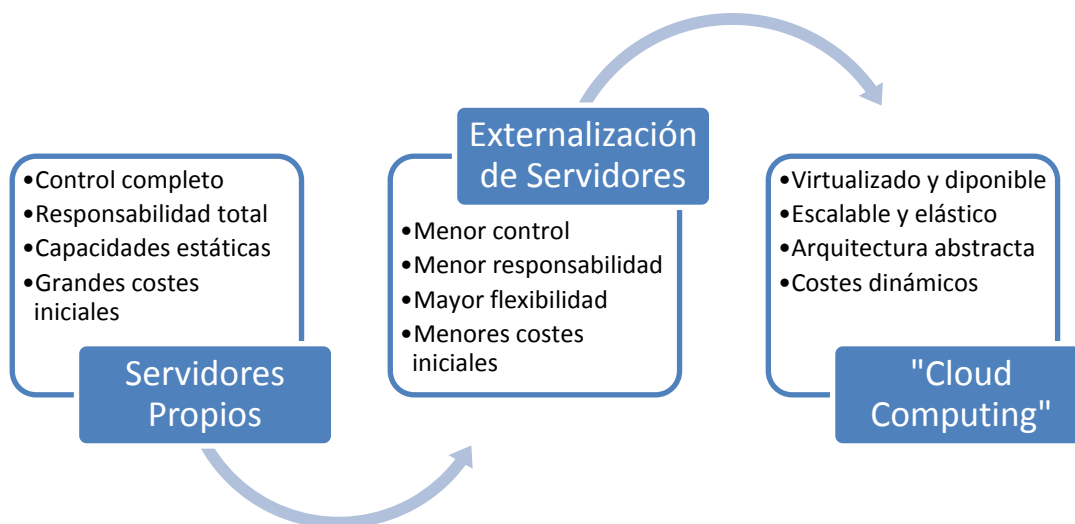 •Control completo
•Responsabilidad total
•Capacidades estáticas
•Grandes costes
iniciales
Servidores
Propios
Externalización
de Servidores
•Menor control
•Menor responsabilidad
•Mayor flexibilidad
•Menores costes
iniciales
•Virtualizado y diponible
•Escalable y elástico
•Arquitectura abstracta
•Costes dinámicos
"Cloud
Computing"